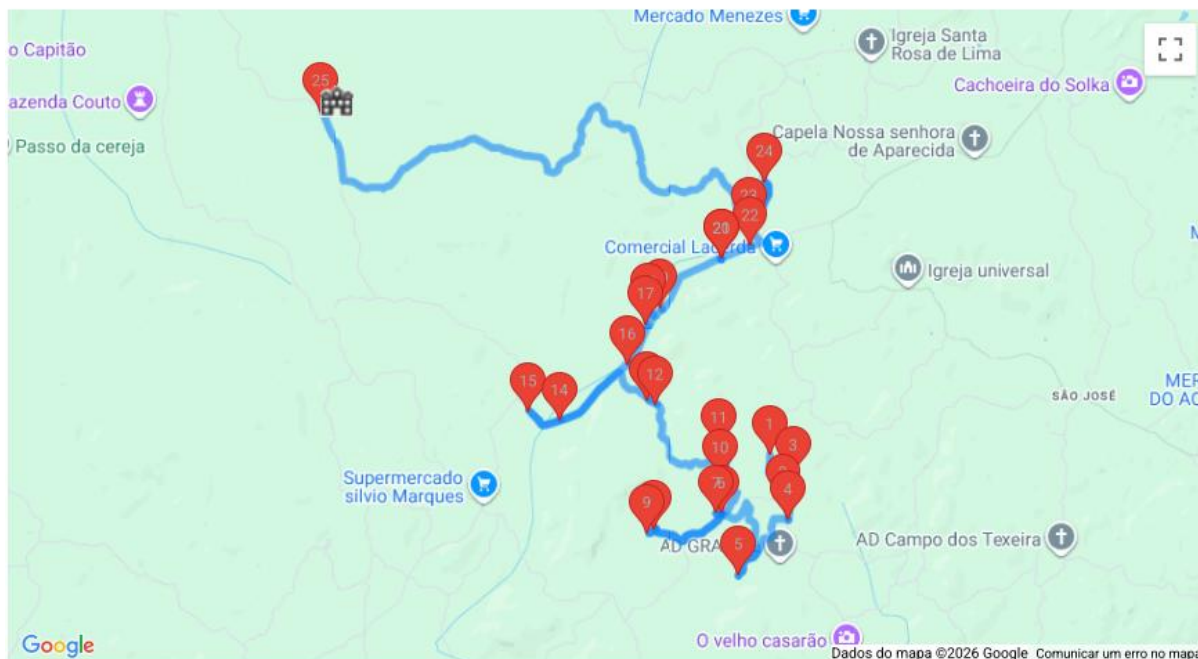 Mercado Menezes
o Capitão
Igreja Santa
Rosa de Lima
25
Cachoeira do Solka
azenda Couto
Capela Nossa senhora
de Aparecida
Passo da cereja
24
23
22
20
Comercial Lacerda
Igreja universal
17
16
15
14
12
SÃO JOSÉ
MER
DO AC
11
1
10
3
Supermercado
silvio Marques
4
7
9
AD GRA
5
AD Campo dos Texeira
O velho casarão
Google
Dados do mapa ©2026 Google
Comunicar um erro no mapa